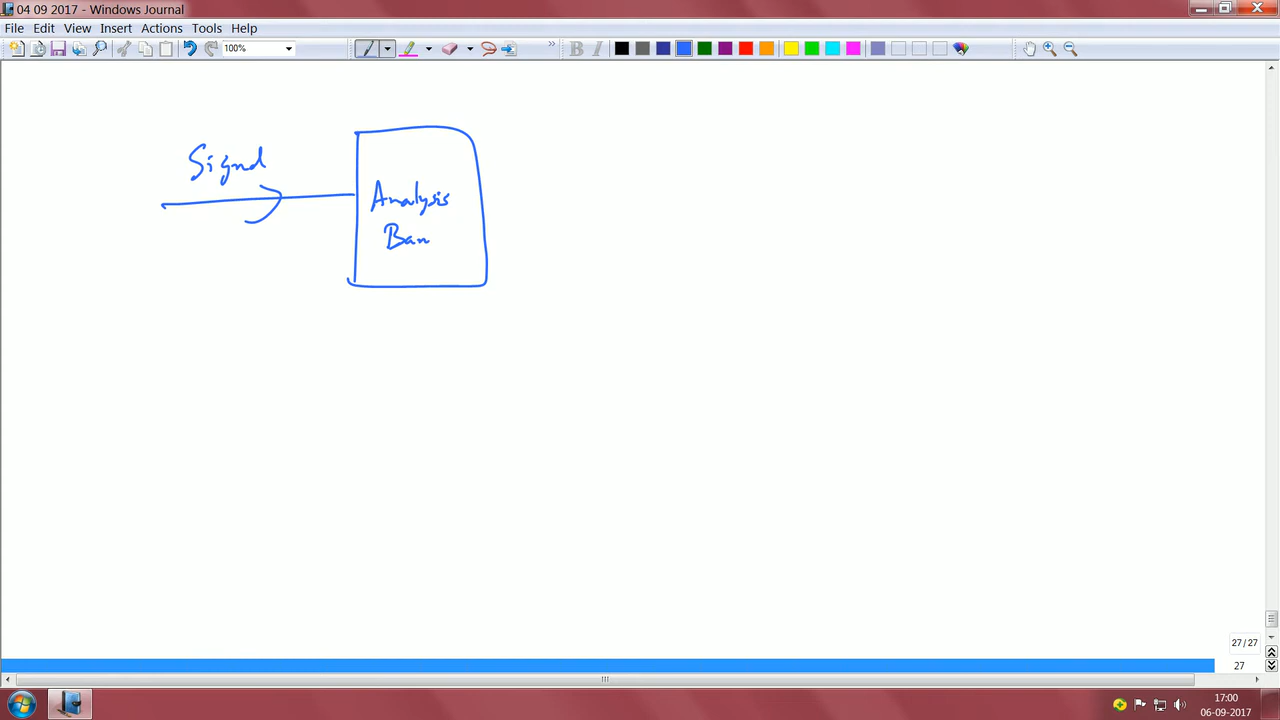 04 09 2017 - Windows Journal
File Edit View Insert Actions Tools Help
100%
Signal
Analysis
Ban
27 / 27
27
17:00
06-09-2017